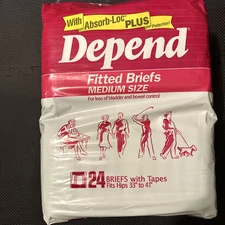 With Absorb-Loc PLUS Protection!
Depend®
Fitted Briefs
MEDIUM SIZE
For loss of bladder and bowel control
24 BRIEFS with Tapes
Fits Hips 33" to 41"